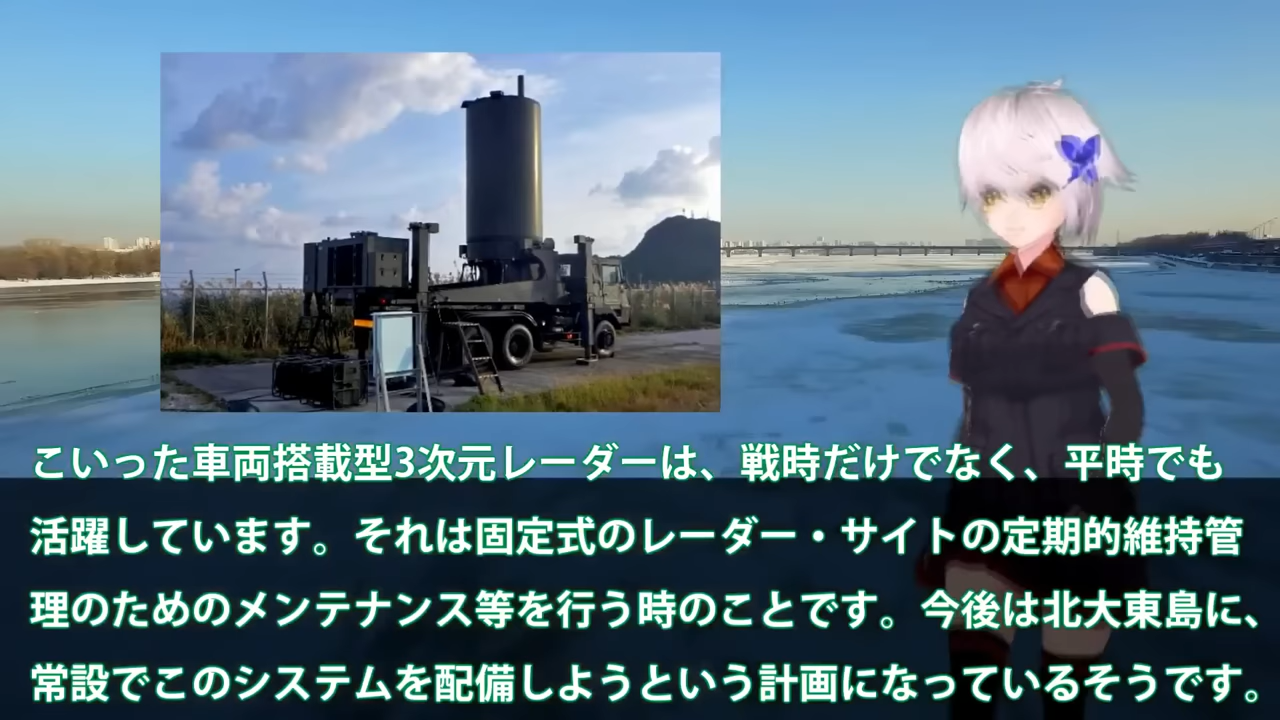 こいった車両搭載型3次元レーダーは、戦時だけでなく、平時でも
活躍しています。それは固定式のレーダー・サイトの定期的維持管
理のためのメンテナンス等を行う時のことです。今後は北大東島に、
常設でこのシステムを配備しようという計画になっているそうです。